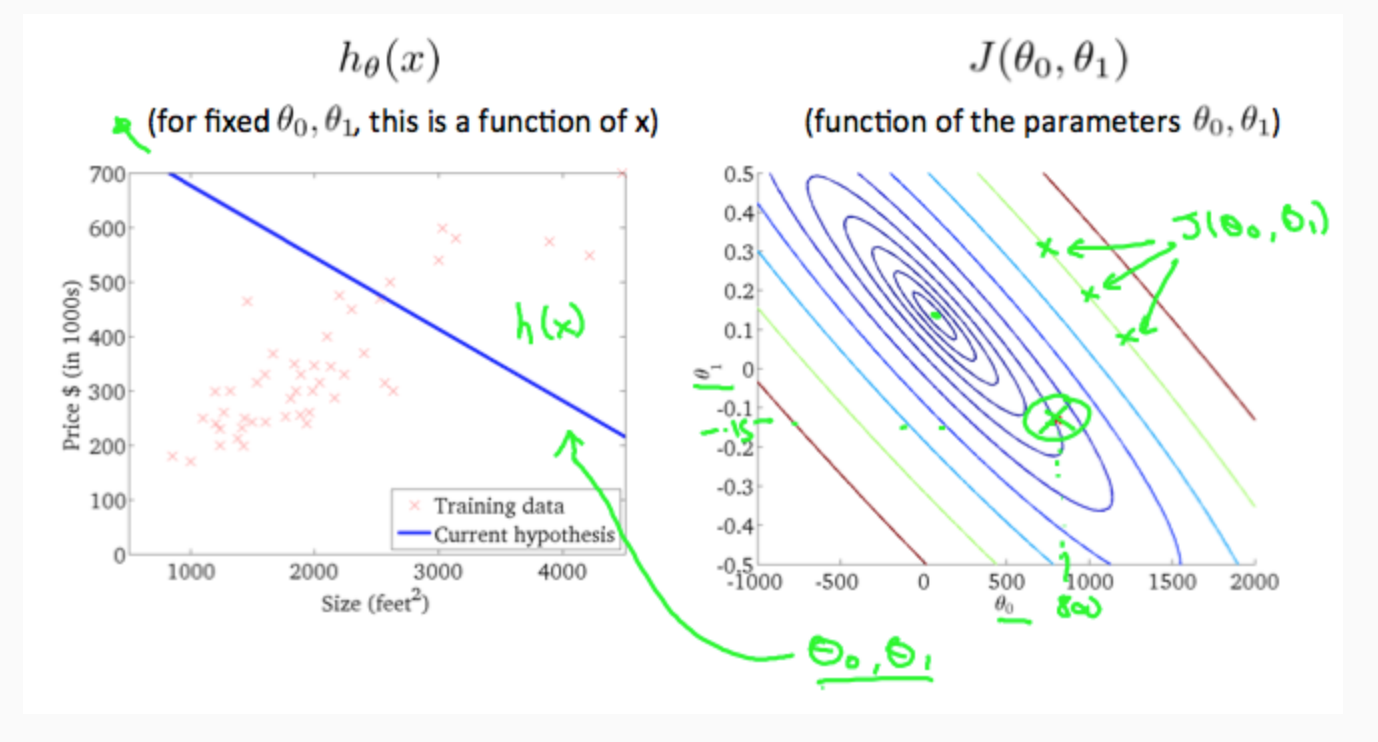 hθ(x)
(for fixed θ0, θ1, this is a function of x)
700
600
500
400
300
200
100
0
Price $ (in 1000s)
h(x)
Training data
Current hypothesis
1000 2000 3000 4000
Size (feet²)
J(θ0, θ1)
(function of the parameters θ0, θ1)
0.5
0.4
0.3
0.2
0.1
0
-0.1
-0.2
-0.3
-0.4
-0.5
θ1
-.15
J(θ0, θ1)
-1000 -500 0 500 1000 1500 2000
θ0
800
θ0, θ1